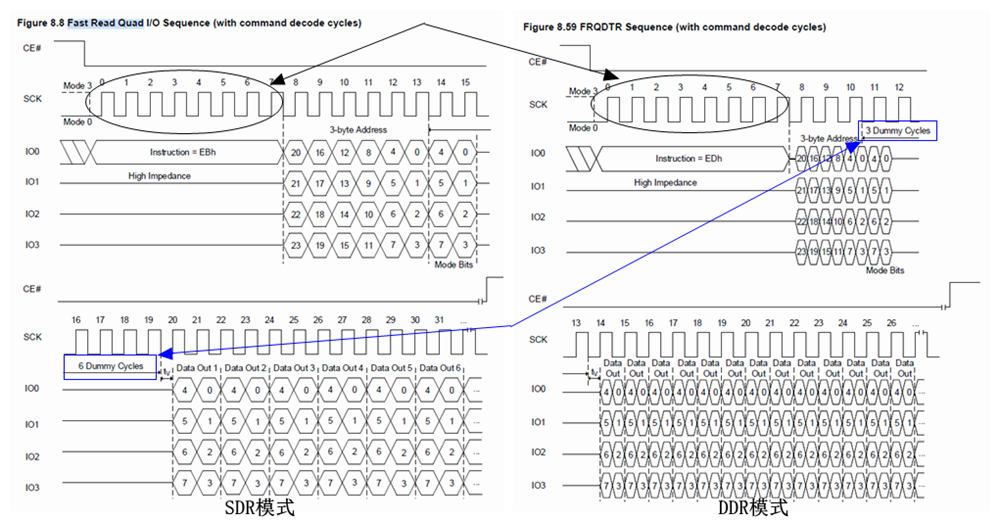 Figure 8.8 Fast Read Quad I/O Sequence (with command decode cycles)
CE#
Mode 3 0 1 2 3 4 5 6 7 8 9 10 11 12 13 14 15
SCK
Mode 0
3-byte Address
IO0 Instruction = EBh 20 16 12 8 4 0 4 0
High Impedance
IO1 21 17 13 9 5 1 5 1
IO2 22 18 14 10 6 2 6 2
IO3 23 19 15 11 7 3 7 3
Mode Bits
CE#
16 17 18 19 20 21 22 23 24 25 26 27 28 29 30 31 ...
SCK
6 Dummy Cycles
tV Data Out 1 Data Out 2 Data Out 3 Data Out 4 Data Out 5 Data Out 6
IO0 4 0 4 0 4 0 4 0 4 0 4 0 ...
IO1 5 1 5 1 5 1 5 1 5 1 5 1 ...
IO2 6 2 6 2 6 2 6 2 6 2 6 2 ...
IO3 7 3 7 3 7 3 7 3 7 3 7 3 ...
SDR模式
Figure 8.59 FRQDTR Sequence (with command decode cycles)
CE#
Mode 3 0 1 2 3 4 5 6 7 8 9 10 11 12
SCK
Mode 0
3-byte Address 3 Dummy Cycles
IO0 Instruction = EDh 20 16 12 8 4 0 4 0
High Impedance
IO1 21 17 13 9 5 1 5 1
IO2 22 18 14 10 6 2 6 2
IO3 23 19 15 11 7 3 7 3
Mode Bits
CE#
13 14 15 16 17 18 19 20 21 22 23 24 25 26 ...
SCK
tV Data Data Data Data Data Data Data Data Data Data Data Data Data
Out Out Out Out Out Out Out Out Out Out Out Out Out
IO0 4 0 4 0 4 0 4 0 4 0 4 0 4 0 4 0 4 0 4 0 4 0 4 0 4 0 ...
IO1 5 1 5 1 5 1 5 1 5 1 5 1 5 1 5 1 5 1 5 1 5 1 5 1 5 1 ...
IO2 6 2 6 2 6 2 6 2 6 2 6 2 6 2 6 2 6 2 6 2 6 2 6 2 6 2 ...
IO3 7 3 7 3 7 3 7 3 7 3 7 3 7 3 7 3 7 3 7 3 7 3 7 3 7 3 ...
DDR模式